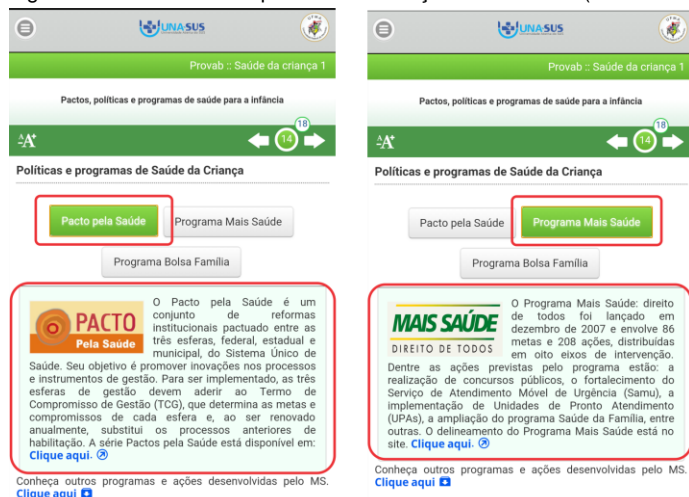 UNA-SUS
Provab :: Saúde da criança 1
Pactos, políticas e programas de saúde para a infância
-A A+
14
18
Políticas e programas de Saúde da Criança
Pacto pela Saúde
Programa Mais Saúde
Programa Bolsa Família
PACTO
Pela Saúde
O Pacto pela Saúde é um
conjunto de reformas
institucionais pactuado entre as
três esferas, federal, estadual e
municipal, do Sistema Único de
Saúde. Seu objetivo é promover inovações nos processos
e instrumentos de gestão. Para ser implementado, as três
esferas de gestão devem aderir ao Termo de
Compromisso de Gestão (TCG), que determina as metas e
compromissos de cada esfera e, ao ser renovado
anualmente, substitui os processos anteriores de
habilitação. A série Pactos pela Saúde está disponível em:
Clique aqui.
Conheça outros programas e ações desenvolvidas pelo MS.
Clique aqui
UNA-SUS
Provab :: Saúde da criança 1
Pactos, políticas e programas de saúde para a infância
-A A+
14
18
Políticas e programas de Saúde da Criança
Pacto pela Saúde
Programa Mais Saúde
Programa Bolsa Família
MAIS SAÚDE
DIREITO DE TODOS
O Programa Mais Saúde: direito
de todos foi lançado em
dezembro de 2007 e envolve 86
metas e 208 ações, distribuídas
em oito eixos de intervenção.
Dentre as ações previstas pelo programa estão: a
realização de concursos públicos, o fortalecimento do
Serviço de Atendimento Móvel de Urgência (Samu), a
implementação de Unidades de Pronto Atendimento
(UPAs), a ampliação do programa Saúde da Família, entre
outras. O delineamento do Programa Mais Saúde está no
site. Clique aqui.
Conheça outros programas e ações desenvolvidas pelo MS.
Clique aqui